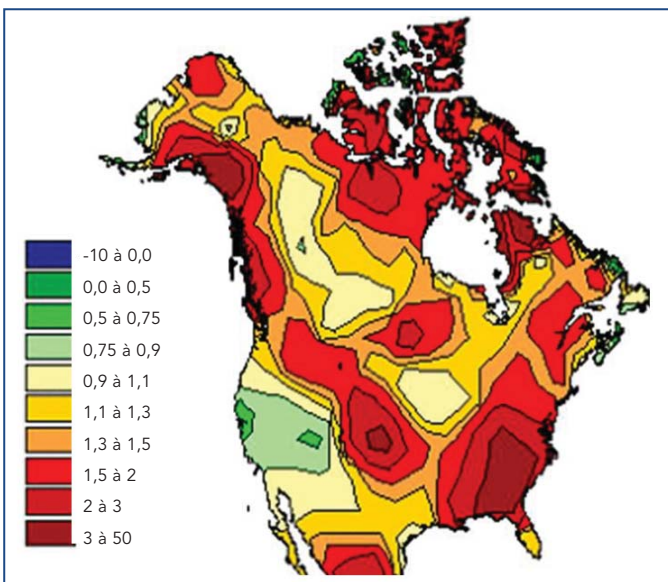 -10 à 0,0
0,0 à 0,5
0,5 à 0,75
0,75 à 0,9
0,9 à 1,1
1,1 à 1,3
1,3 à 1,5
1,5 à 2
2 à 3
3 à 50